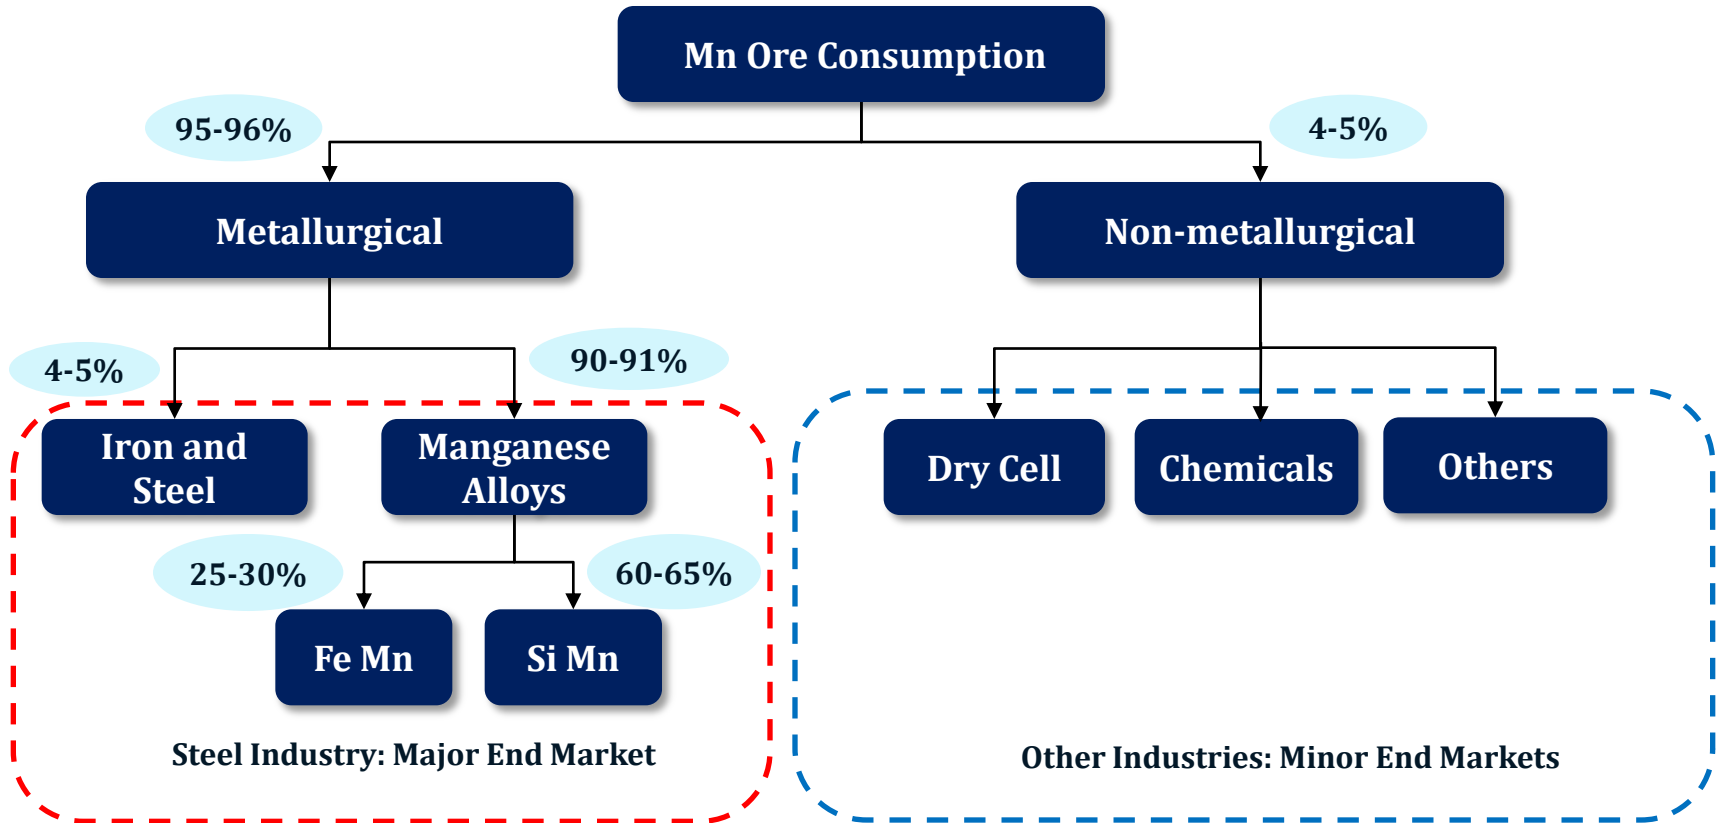 Mn Ore Consumption
95-96%
4-5%
Metallurgical
Non-metallurgical
4-5%
90-91%
Iron and
Steel
Manganese
Alloys
Dry Cell
Chemicals
Others
25-30%
60-65%
Fe Mn
Si Mn
Steel Industry: Major End Market
Other Industries: Minor End Markets